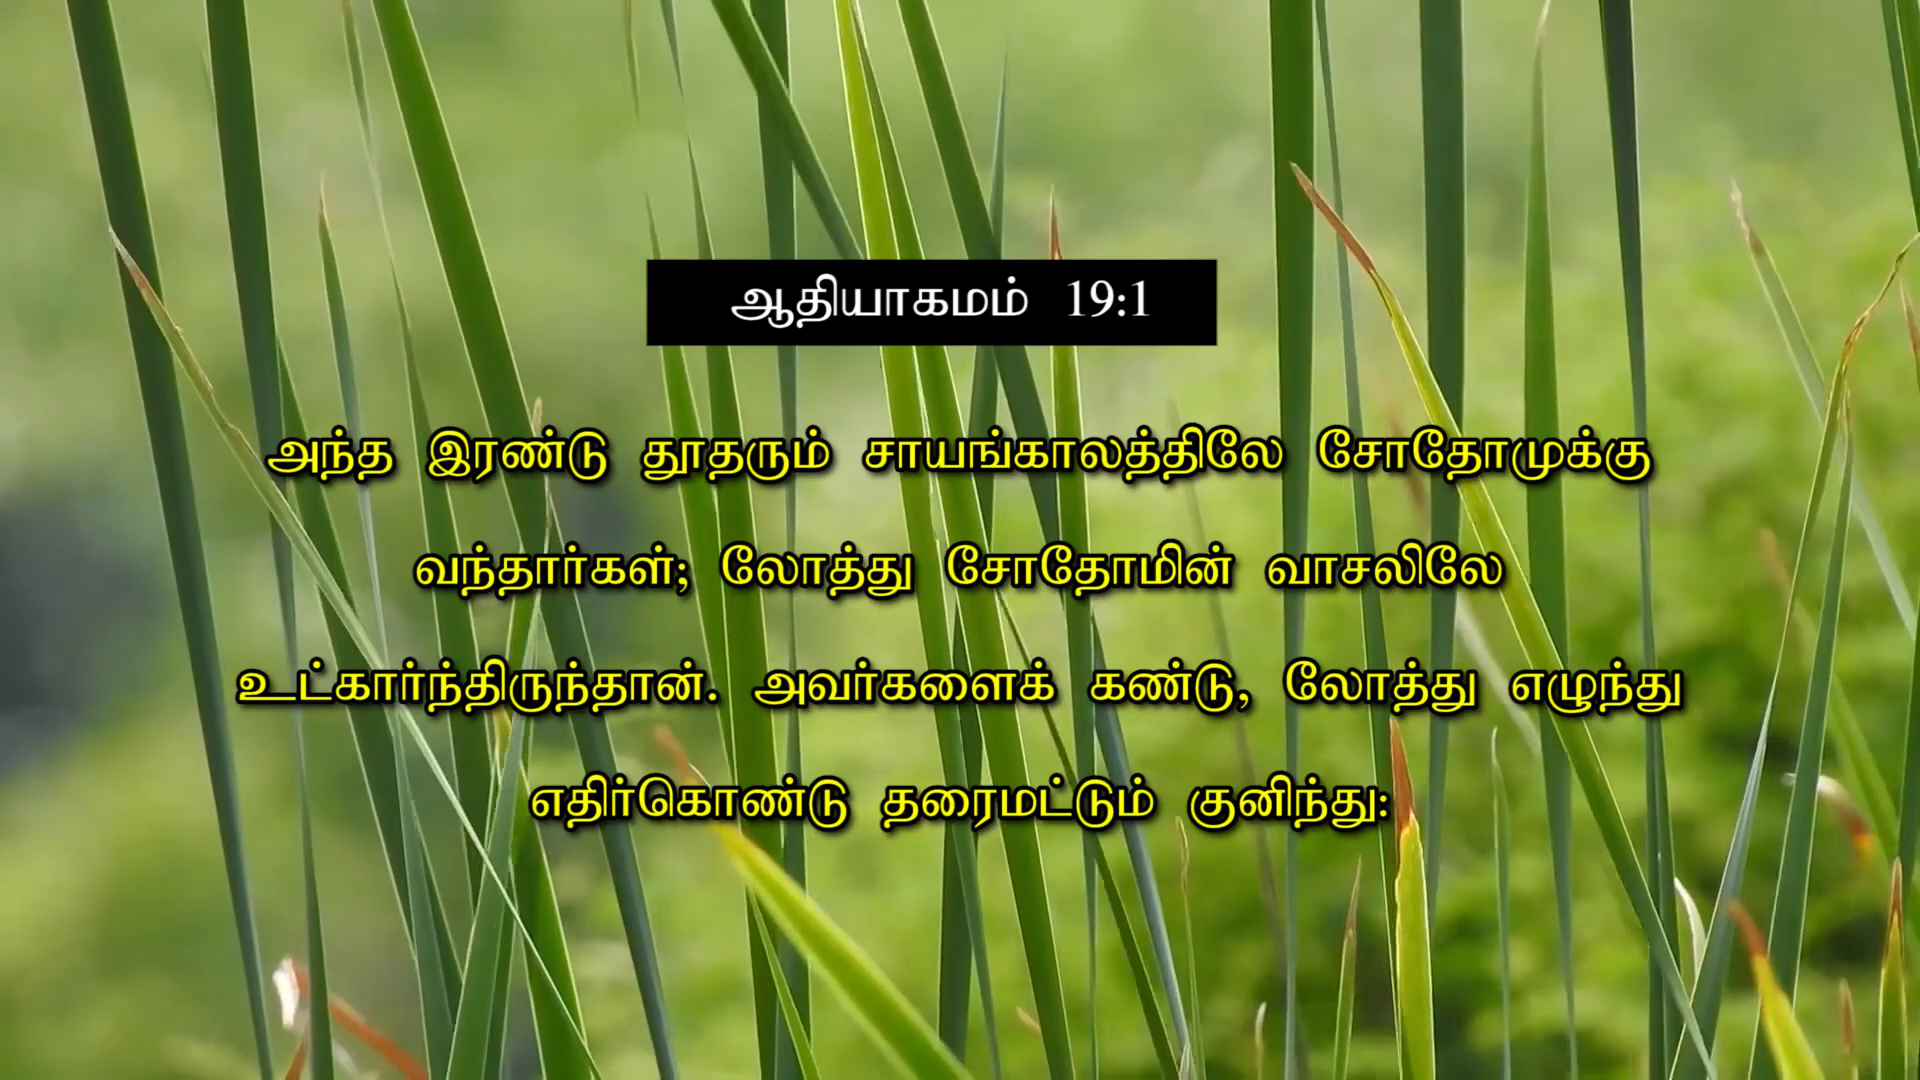 ஆதியாகமம் 19:1
அந்த இரண்டு தூதரும் சாயங்காலத்திலே சோதோமுக்கு
வந்தார்கள்; லோத்து சோதோமின் வாசலிலே
உட்கார்ந்திருந்தான். அவர்களைக் கண்டு, லோத்து எழுந்து
எதிர்கொண்டு தரைமட்டும் குனிந்து: